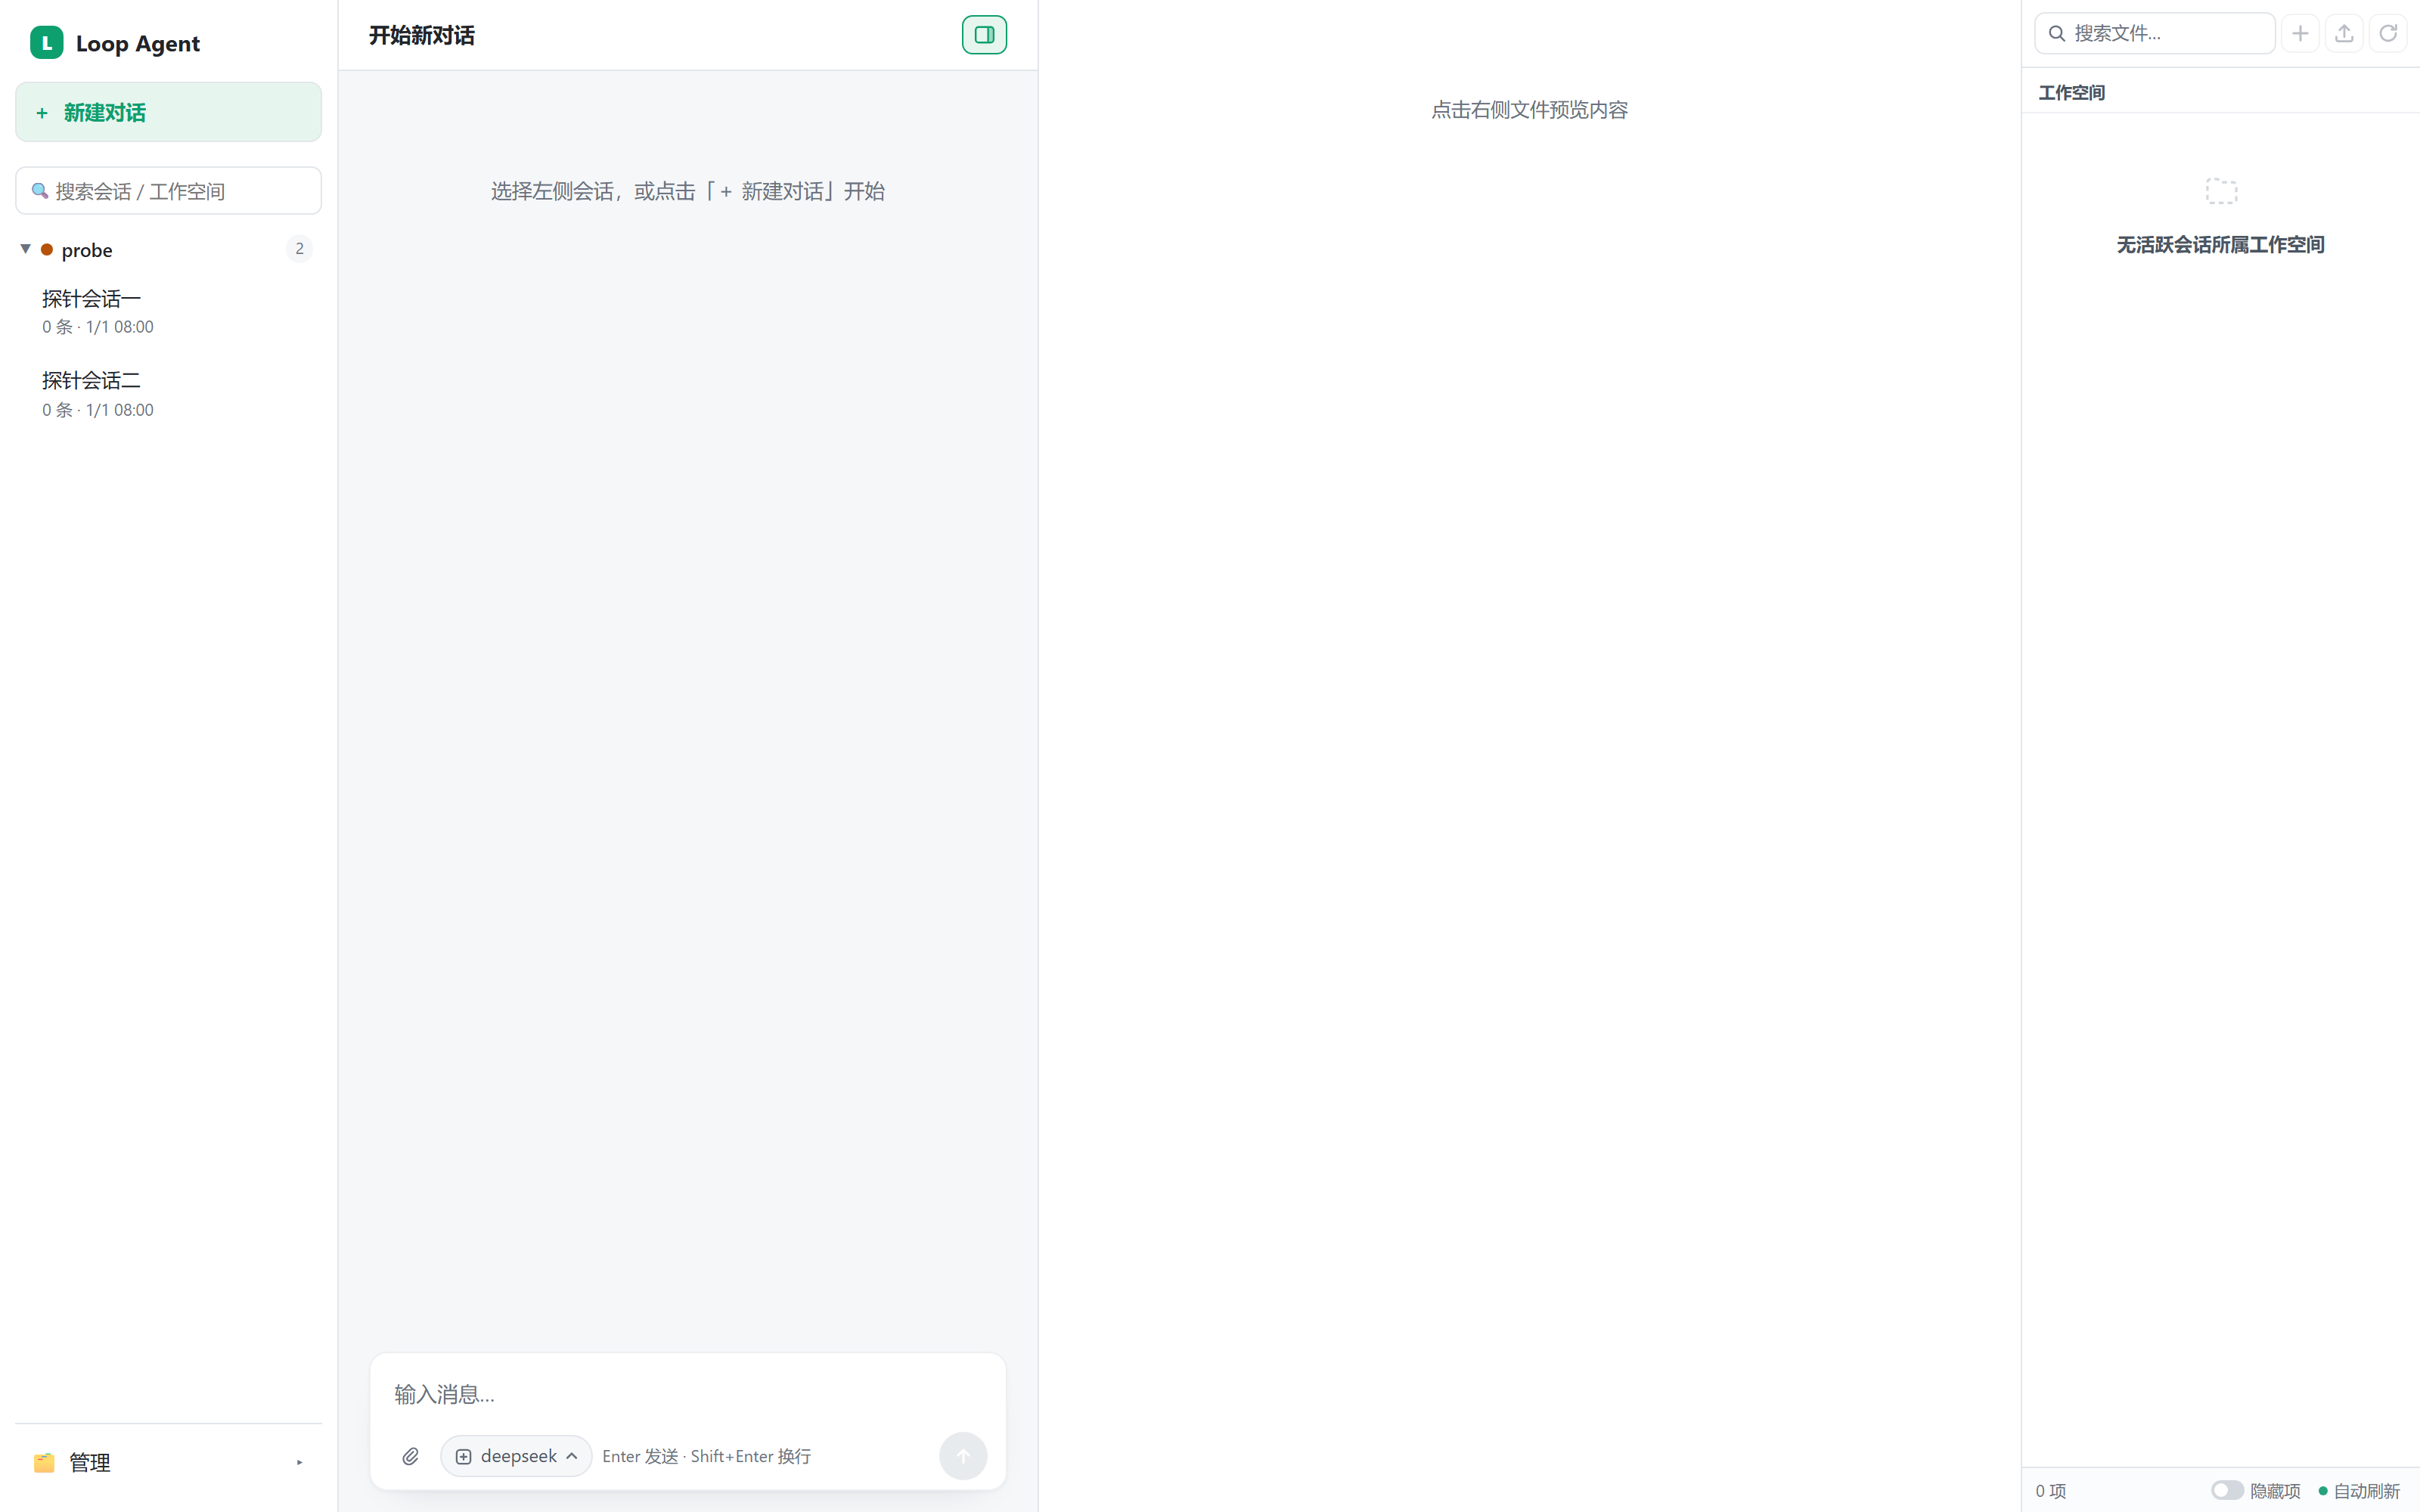 L Loop Agent
+ 新建对话
搜索会话 / 工作空间
probe 2
探针会话一
0 条 · 1/1 08:00
探针会话二
0 条 · 1/1 08:00
管理
开始新对话
选择左侧会话，或点击「 + 新建对话」开始
输入消息...
deepseek Enter 发送 · Shift+Enter 换行
点击右侧文件预览内容
搜索文件...
工作空间
无活跃会话所属工作空间
0 项 隐藏项 自动刷新